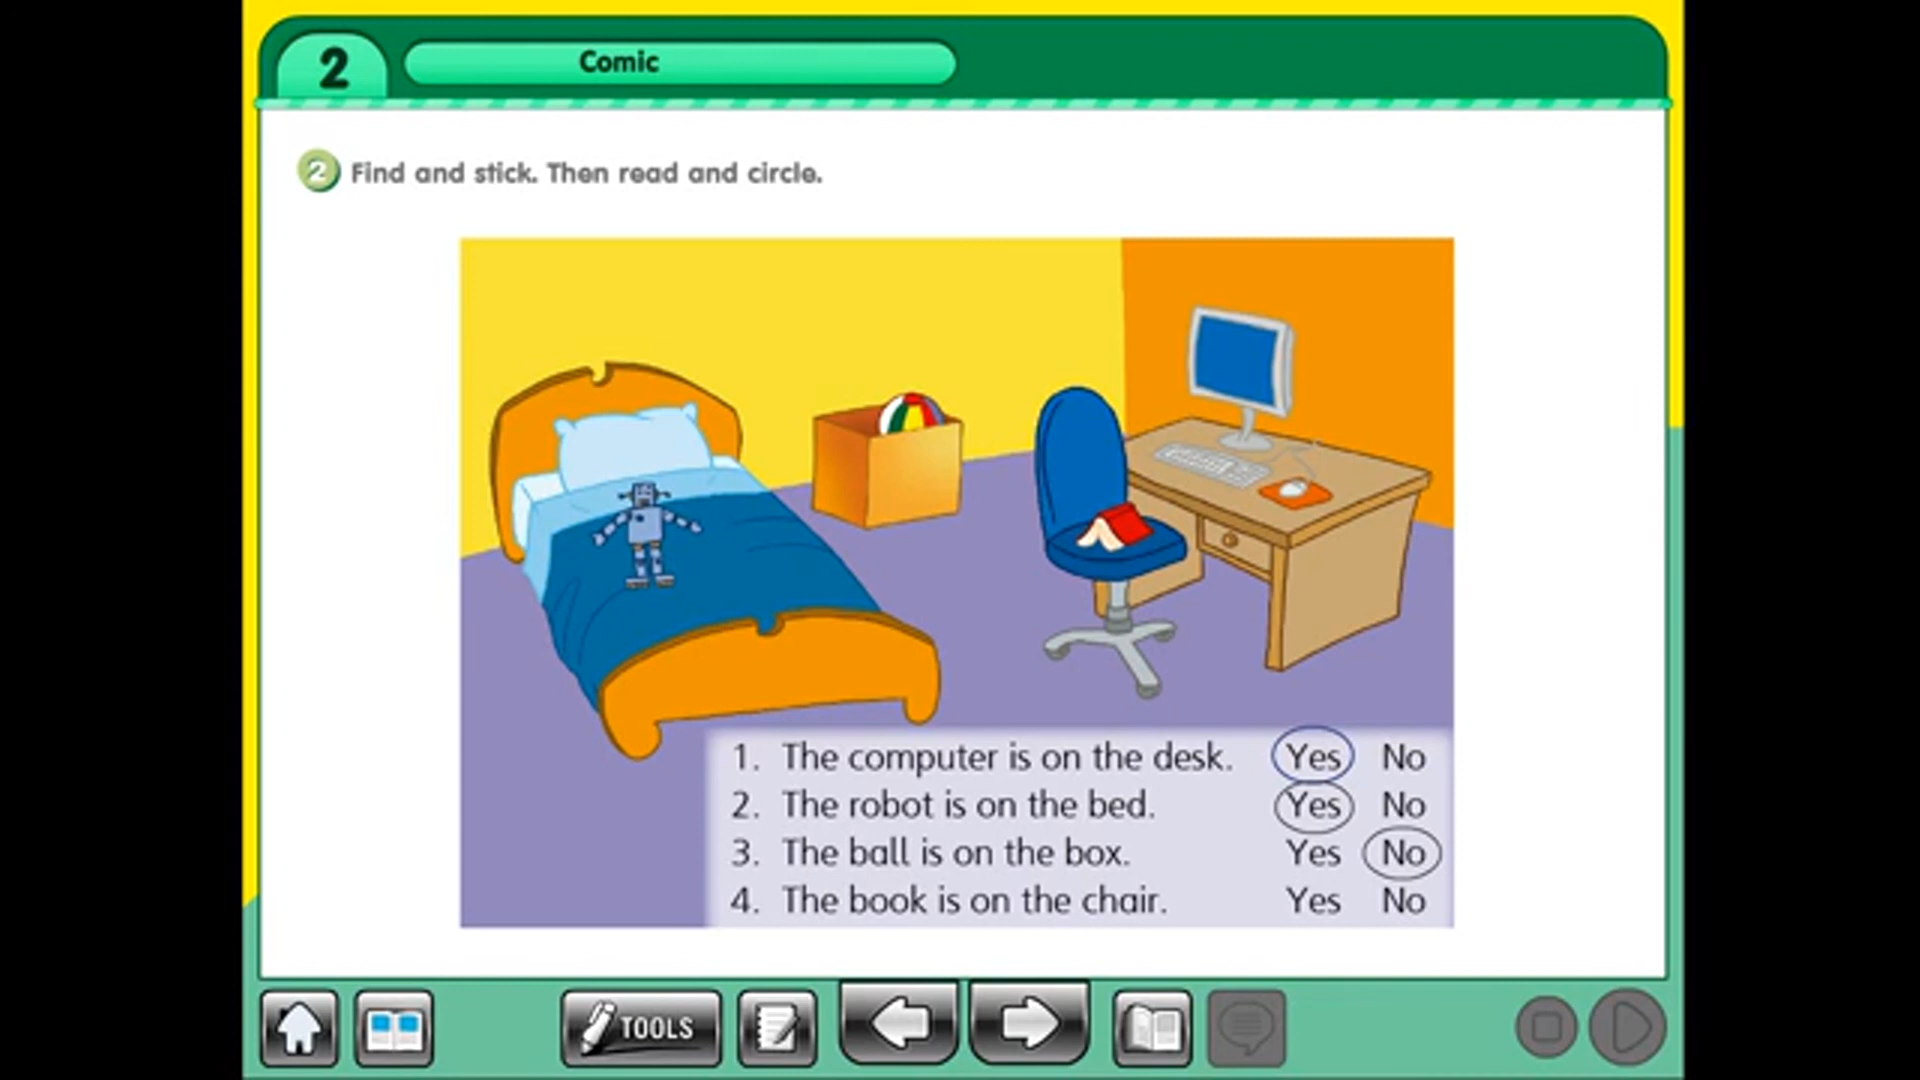 2 Comic
2 Find and stick. Then read and circle.
1. The computer is on the desk. Yes No
2. The robot is on the bed. Yes No
3. The ball is on the box. Yes No
4. The book is on the chair. Yes No
TOOLS